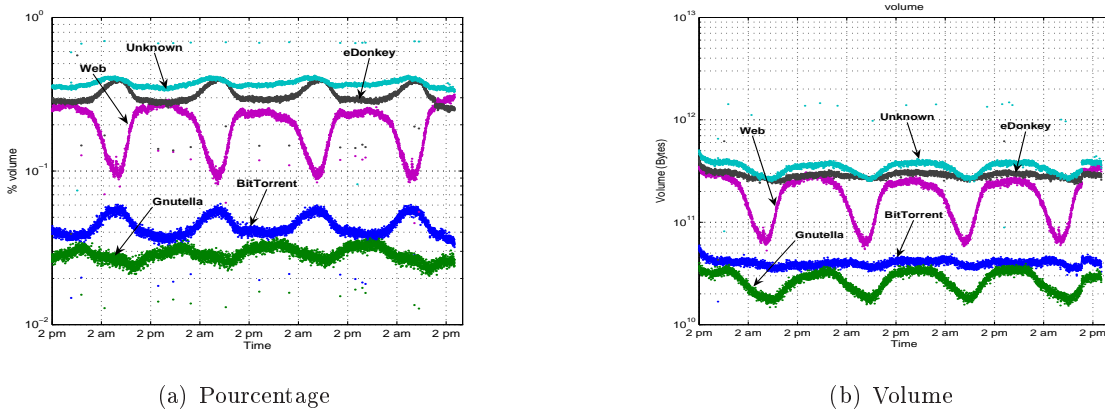 10^0
Unknown
eDonkey
Web
% volume
10^-1
BitTorrent
Gnutella
10^-2
2 pm 2 am 2 pm 2 am 2 pm 2 am 2 pm 2 am 2 pm
Time
(a) Pourcentage
volume
10^13
10^12
Unknown
Web
eDonkey
Volume (Bytes)
10^11
BitTorrent
Gnutella
10^10
2 pm 2 am 2 pm 2 am 2 pm 2 am 2 pm 2 am 2 pm
Time
(b) Volume